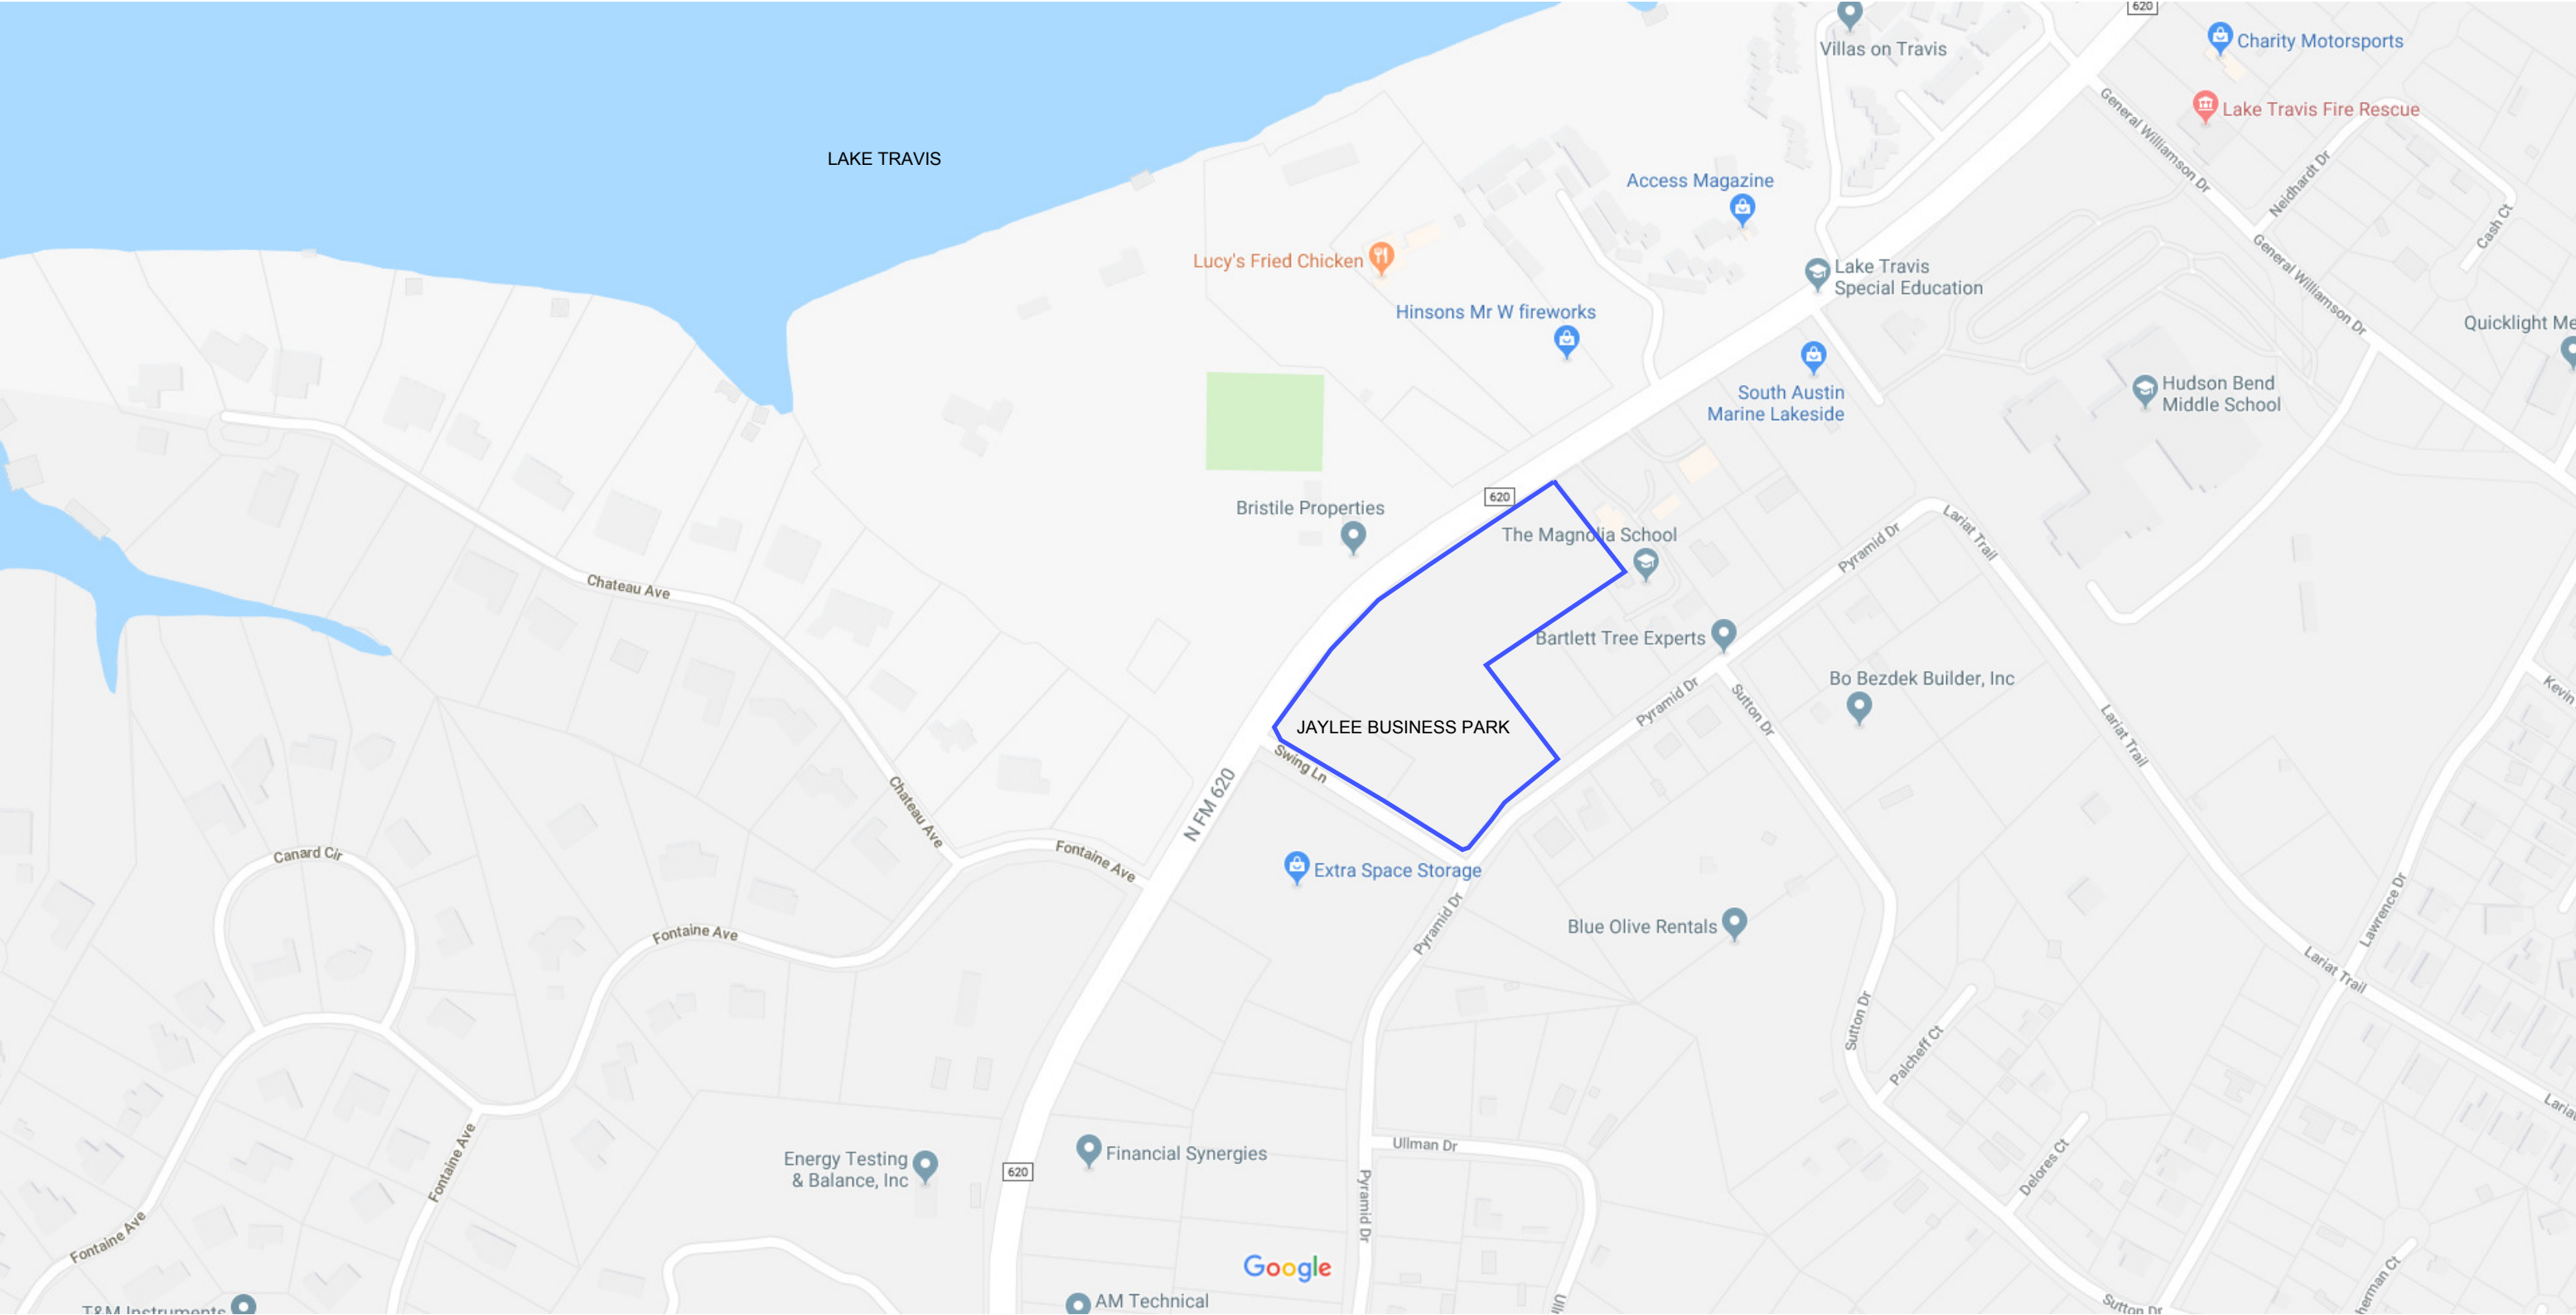 620
Villas on Travis
Charity Motorsports
Lake Travis Fire Rescue
General Williamson Dr
Neidhardt Dr
LAKE TRAVIS
Access Magazine
Cash Ct
Lucy's Fried Chicken
Lake Travis
Special Education
General Williamson Dr
Hinsons Mr W fireworks
Quicklight Me
South Austin
Marine Lakeside
Hudson Bend
Middle School
620
Bristile Properties
The Magnolia School
Pyramid Dr
Lariat Trail
Chateau Ave
Bartlett Tree Experts
Bo Bezdek Builder, Inc
Kevin
Pyramid Dr
Sutton Dr
JAYLEE BUSINESS PARK
Lariat Trail
Swing Ln
N FM 620
Chateau Ave
Canard Cir
Fontaine Ave
Extra Space Storage
Lawrence Dr
Fontaine Ave
Pyramid Dr
Blue Olive Rentals
Lariat Trail
Sutton Dr
Palcheff Ct
Laria
Fontaine Ave
Energy Testing
& Balance, Inc
620
Financial Synergies
Ullman Dr
Delores Ct
Pyramid Dr
Fontaine Ave
Google
herman Ct
T&M Instruments
AM Technical
Ull
Sutton Dr